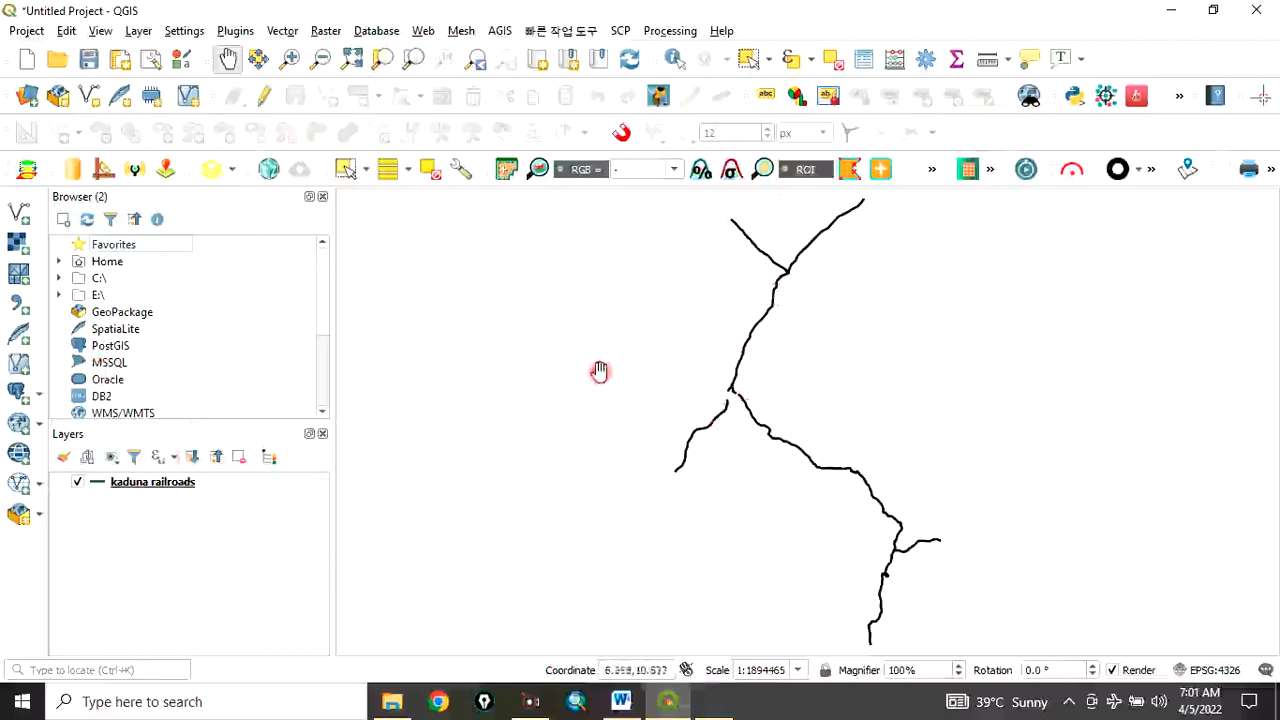 *Untitled Project - QGIS
Project Edit View Layer Settings Plugins Vector Raster Database Web Mesh AGIS 빠른 작업 도구 SCP Processing Help
abc ab
12 px
RGB = - ROI
Browser (2)
Favorites
Home
C:\
E:\
GeoPackage
SpatiaLite
PostGIS
MSSQL
Oracle
DB2
WMS/WMTS
Layers
kaduna railroads
Type to locate (Ctrl+K) Coordinate Scale 1:1894465 Magnifier 100% Rotation 0.0 ° Render EPSG:4326
Type here to search 39°C Sunny 7:01 AM
4/5/2022